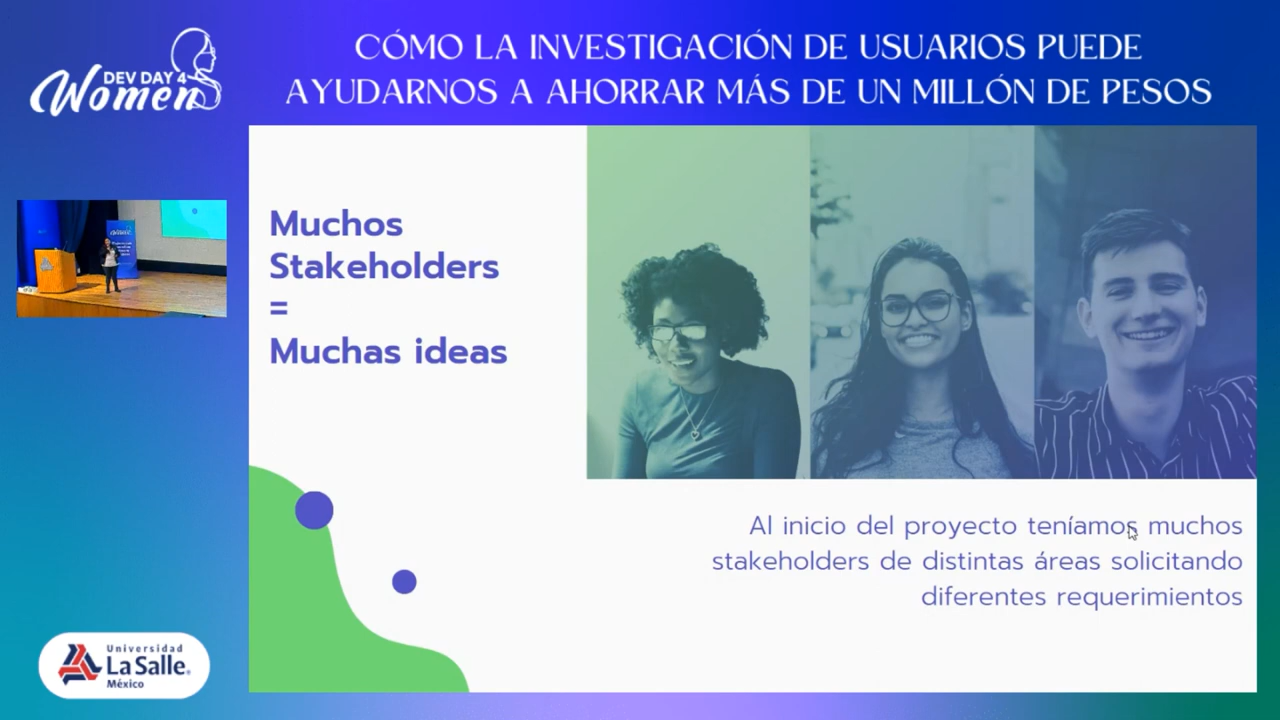 DEV DAY 4
Women
CÓMO LA INVESTIGACIÓN DE USUARIOS PUEDE
AYUDARNOS A AHORRAR MÁS DE UN MILLÓN DE PESOS
Muchos
Stakeholders
=
Muchas ideas
Al inicio del proyecto teníamos muchos
stakeholders de distintas áreas solicitando
diferentes requerimientos
Universidad
La Salle®
México